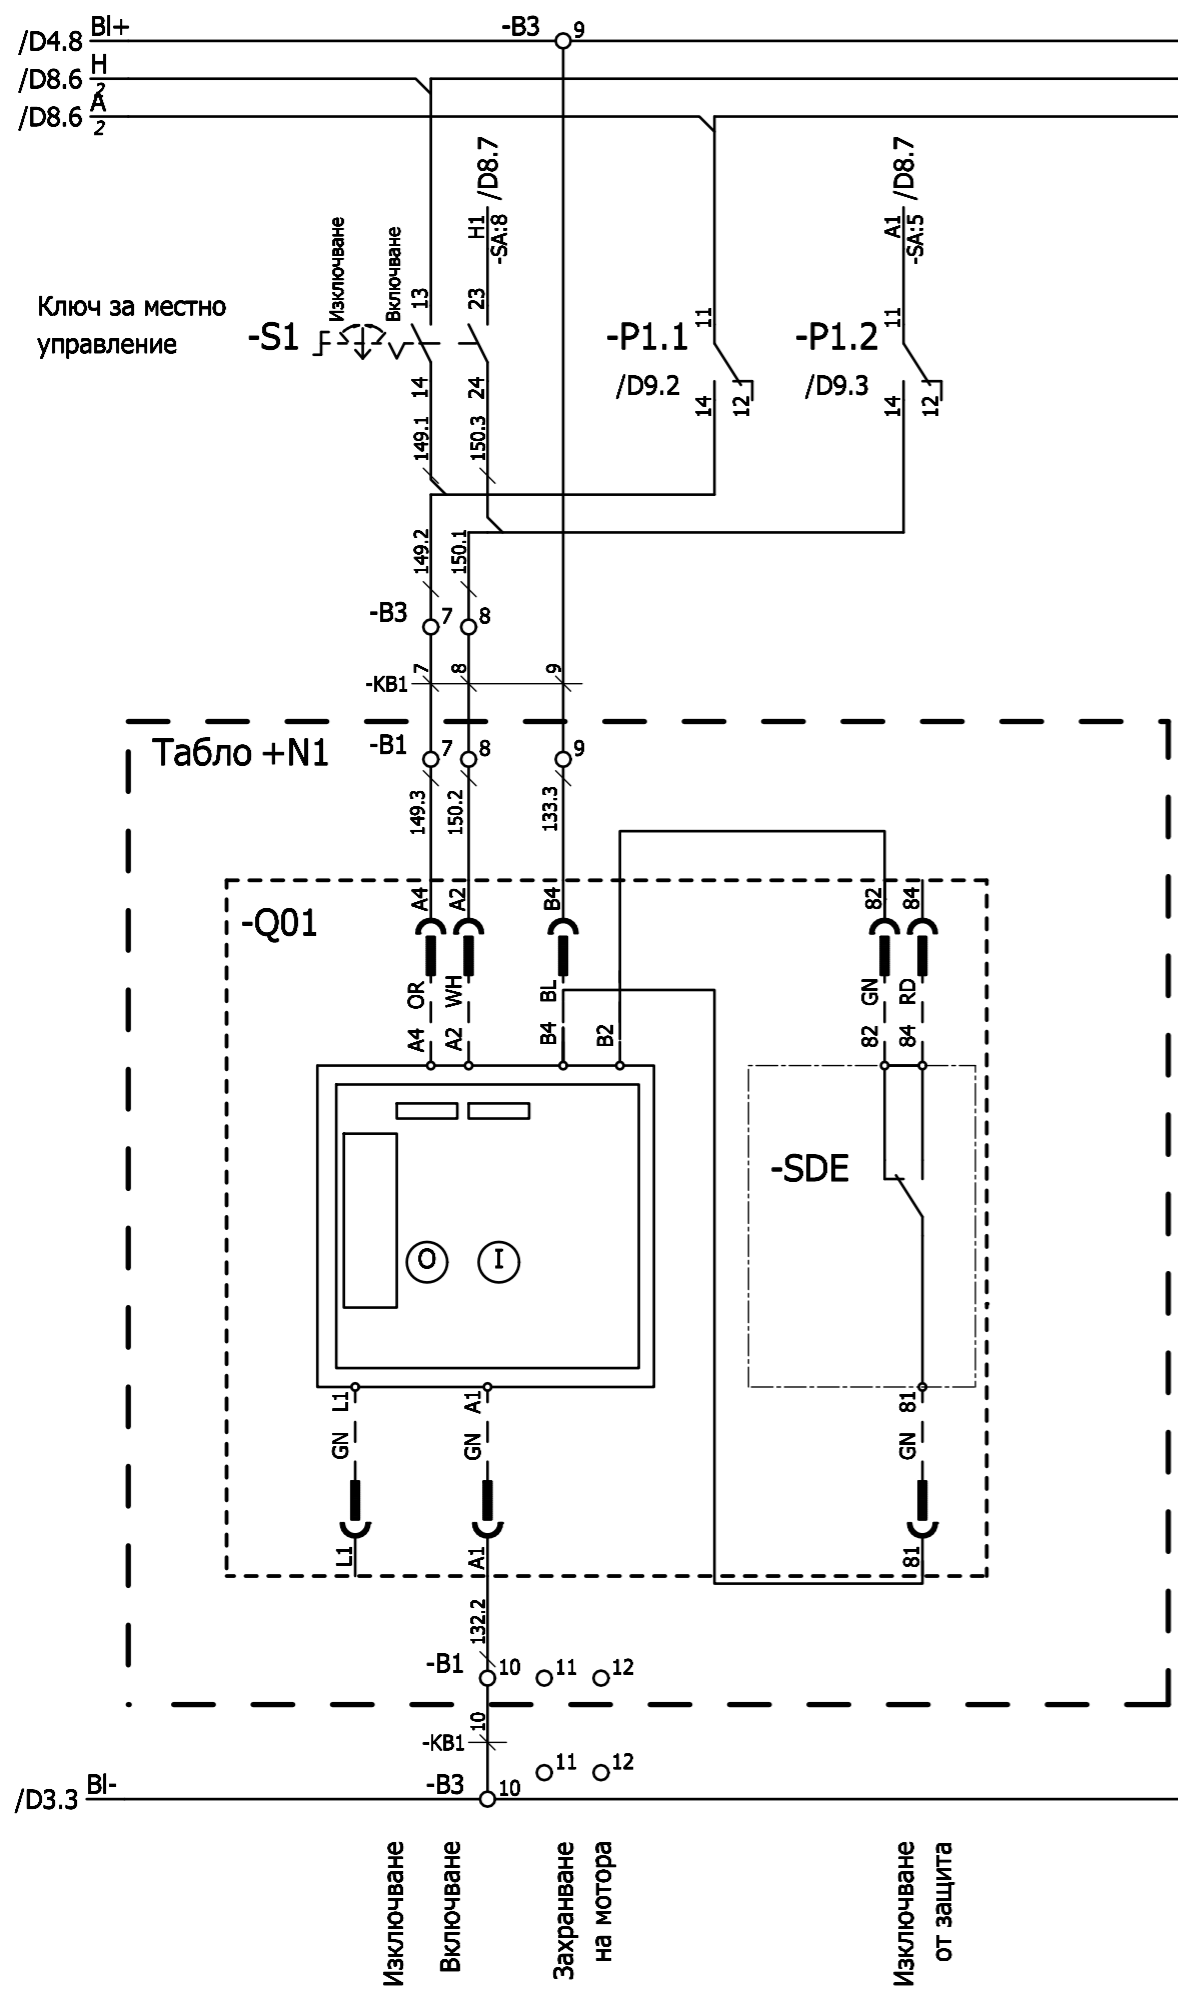 /D4.8 Bl+
-B3 9
/D8.6 H
2
/D8.6 A
2
/D8.7
/D8.7
H1
-SA:8
A1
-SA:5
Изключване
Включване
Ключ за местно
управление
-S1
13
23
14
24
-P1.1
/D9.2
11
14
12
-P1.2
/D9.3
11
14
12
149.1
150.3
149.2
150.1
-B3 7 8
-KB1 7 8 9
Табло +N1
-B1 7 8 9
149.3
150.2
133.3
-Q01
A4
A2
B4
82
84
OR
WH
BL
GN
RD
A4
A2
B4
B2
82
84
-SDE
O
I
L1
A1
81
GN
GN
GN
L1
A1
81
132.2
-B1 10 11 12
-KB1 10
11 12
-B3 10
/D3.3 Bl-
Изключване
Включване
Захранване
на мотора
Изключване
от защита